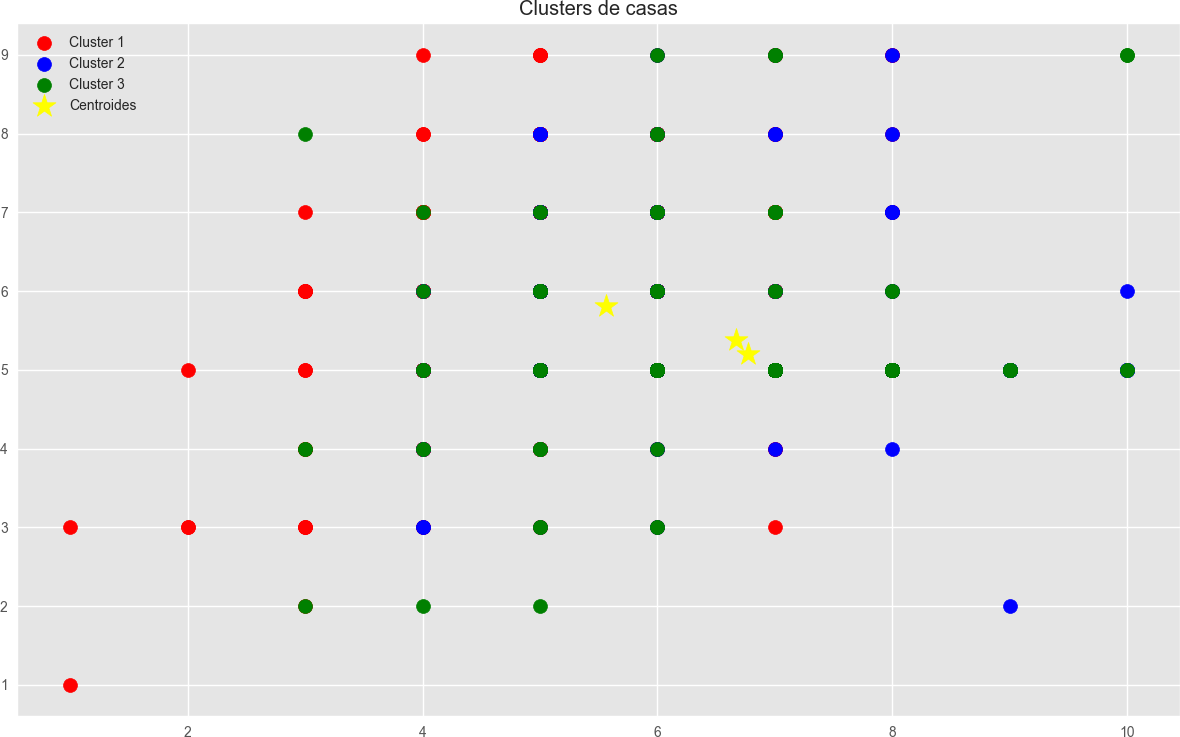 Clusters de casas
Cluster 1
Cluster 2
Cluster 3
Centroides
9
8
7
6
5
4
3
2
1
2 4 6 8 10